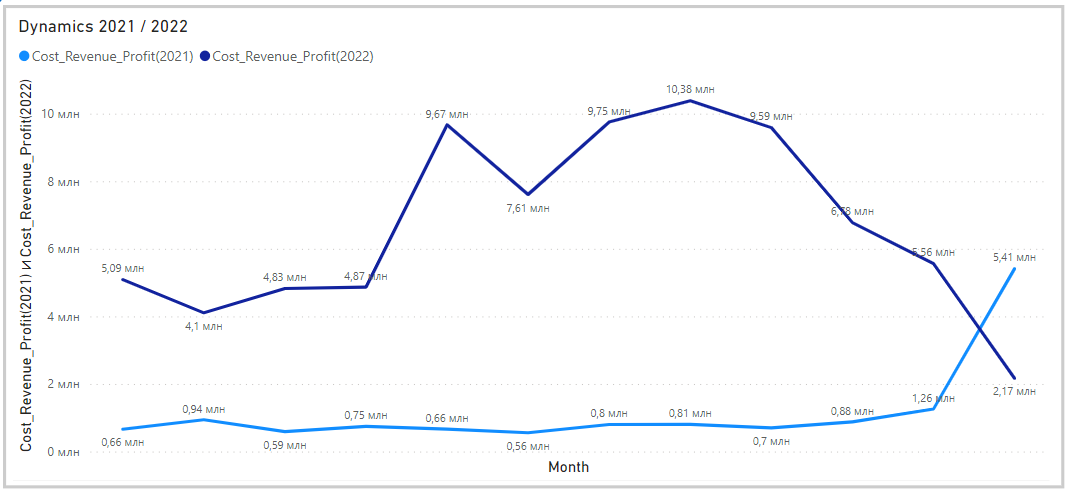 Dynamics 2021 / 2022
Cost_Revenue_Profit(2021) Cost_Revenue_Profit(2022)
Cost_Revenue_Profit(2021) и Cost_Revenue_Profit(2022)
10,38 млн
9,67 млн 9,75 млн 9,59 млн
10 млн
8 млн
7,61 млн 6,78 млн
6 млн
5,09 млн 4,83 млн 4,87 млн 5,56 млн 5,41 млн
4,1 млн
4 млн
2 млн
2,17 млн
0,94 млн 0,75 млн 0,66 млн 0,8 млн 0,81 млн 0,88 млн 1,26 млн
0,66 млн 0,59 млн 0,56 млн 0,7 млн
0 млн
Month